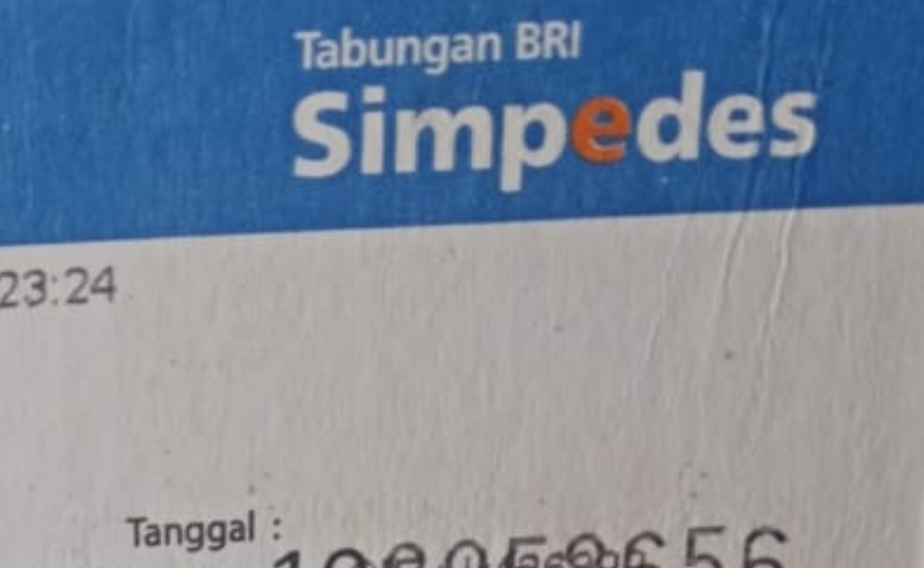 Tabungan BRI
Simpedes
23:24
Tanggal :